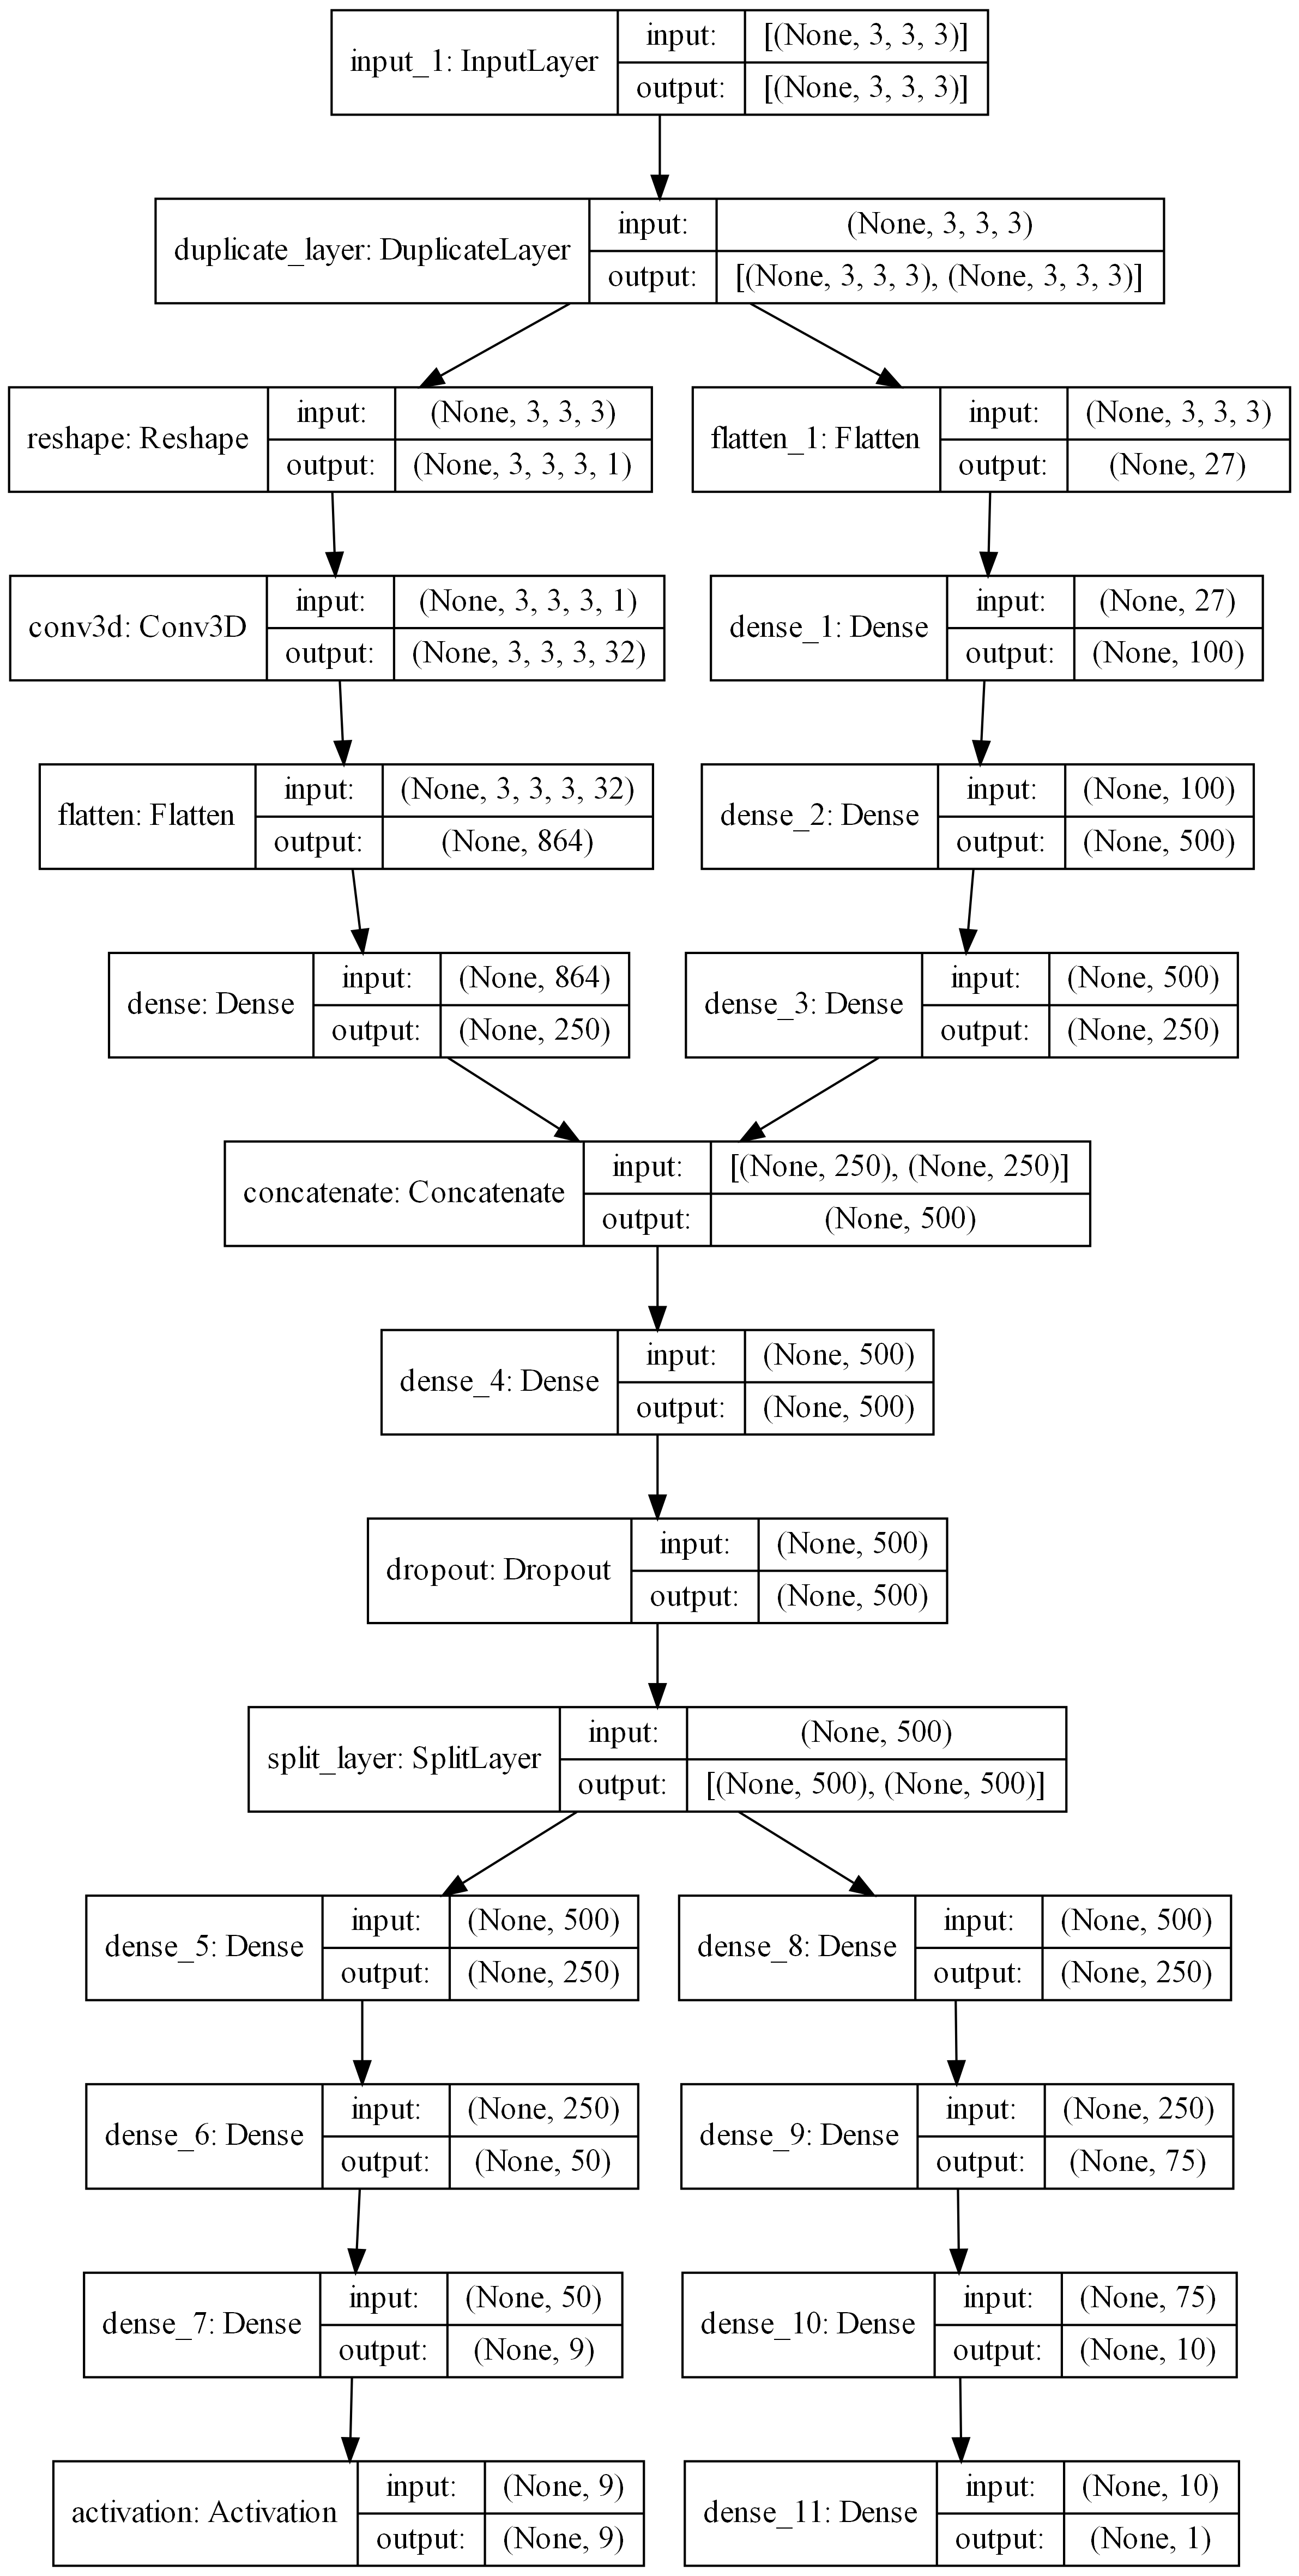 input_1: InputLayer
input: [(None, 3, 3, 3)]
output: [(None, 3, 3, 3)]
duplicate_layer: DuplicateLayer
input: (None, 3, 3, 3)
output: [(None, 3, 3, 3), (None, 3, 3, 3)]
reshape: Reshape
input: (None, 3, 3, 3)
output: (None, 3, 3, 3, 1)
flatten_1: Flatten
input: (None, 3, 3, 3)
output: (None, 27)
conv3d: Conv3D
input: (None, 3, 3, 3, 1)
output: (None, 3, 3, 3, 32)
dense_1: Dense
input: (None, 27)
output: (None, 100)
flatten: Flatten
input: (None, 3, 3, 3, 32)
output: (None, 864)
dense_2: Dense
input: (None, 100)
output: (None, 500)
dense: Dense
input: (None, 864)
output: (None, 250)
dense_3: Dense
input: (None, 500)
output: (None, 250)
concatenate: Concatenate
input: [(None, 250), (None, 250)]
output: (None, 500)
dense_4: Dense
input: (None, 500)
output: (None, 500)
dropout: Dropout
input: (None, 500)
output: (None, 500)
split_layer: SplitLayer
input: (None, 500)
output: [(None, 500), (None, 500)]
dense_5: Dense
input: (None, 500)
output: (None, 250)
dense_8: Dense
input: (None, 500)
output: (None, 250)
dense_6: Dense
input: (None, 250)
output: (None, 50)
dense_9: Dense
input: (None, 250)
output: (None, 75)
dense_7: Dense
input: (None, 50)
output: (None, 9)
dense_10: Dense
input: (None, 75)
output: (None, 10)
activation: Activation
input: (None, 9)
output: (None, 9)
dense_11: Dense
input: (None, 10)
output: (None, 1)